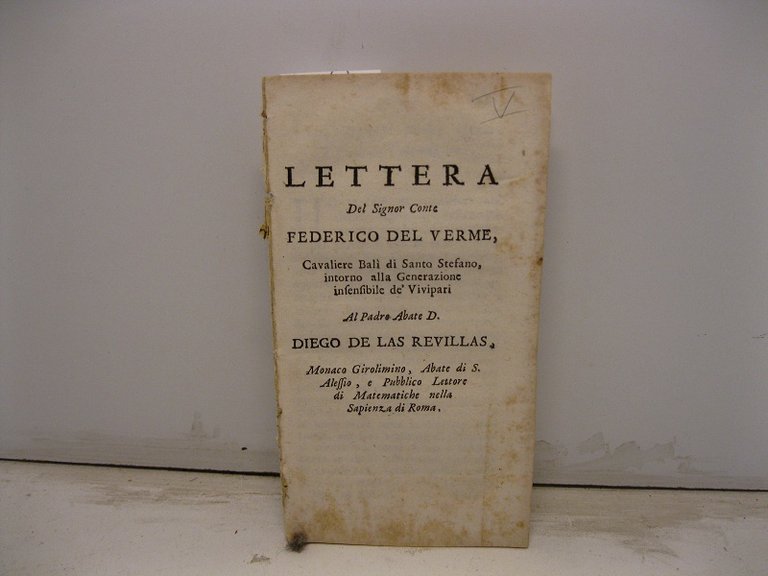 V
LETTERA
Del Signor Conte
FEDERICO DEL VERME,
Cavaliere Balì di Santo Stefano,
intorno alla Generazione
inſenſibile de' Vivipari
Al Padre Abate D.
DIEGO DE LAS REVILLAS,
Monaco Girolimino, Abate di S.
Aleſſio, e Pubblico Lettore
di Matematiche nella
Sapienza di Roma.